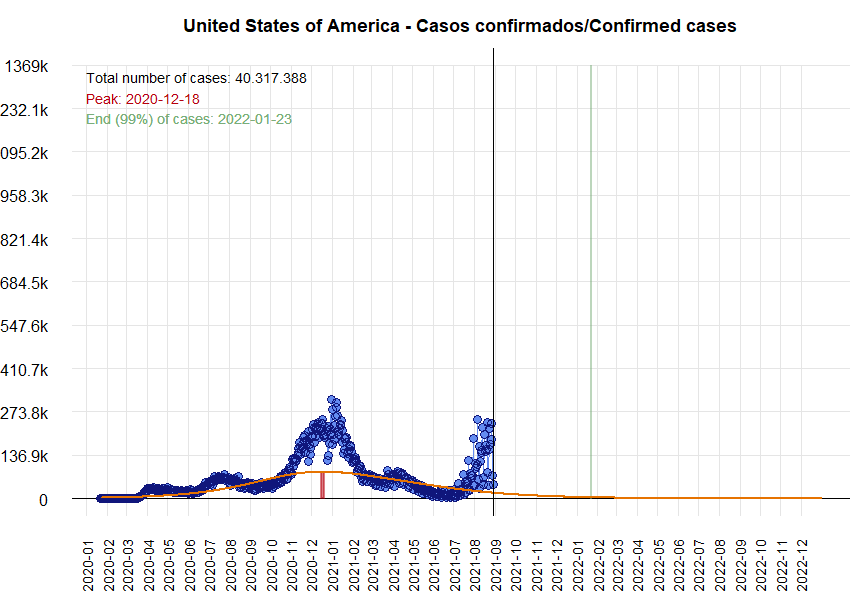 United States of America - Casos confirmados/Confirmed cases
1369k
Total number of cases: 40.317.388
Peak: 2020-12-18
End (99%) of cases: 2022-01-23
232.1k
095.2k
958.3k
821.4k
684.5k
547.6k
410.7k
273.8k
136.9k
0
2020-01
2020-02
2020-03
2020-04
2020-05
2020-06
2020-07
2020-08
2020-09
2020-10
2020-11
2020-12
2021-01
2021-02
2021-03
2021-04
2021-05
2021-06
2021-07
2021-08
2021-09
2021-10
2021-11
2021-12
2022-01
2022-02
2022-03
2022-04
2022-05
2022-06
2022-07
2022-08
2022-09
2022-10
2022-11
2022-12